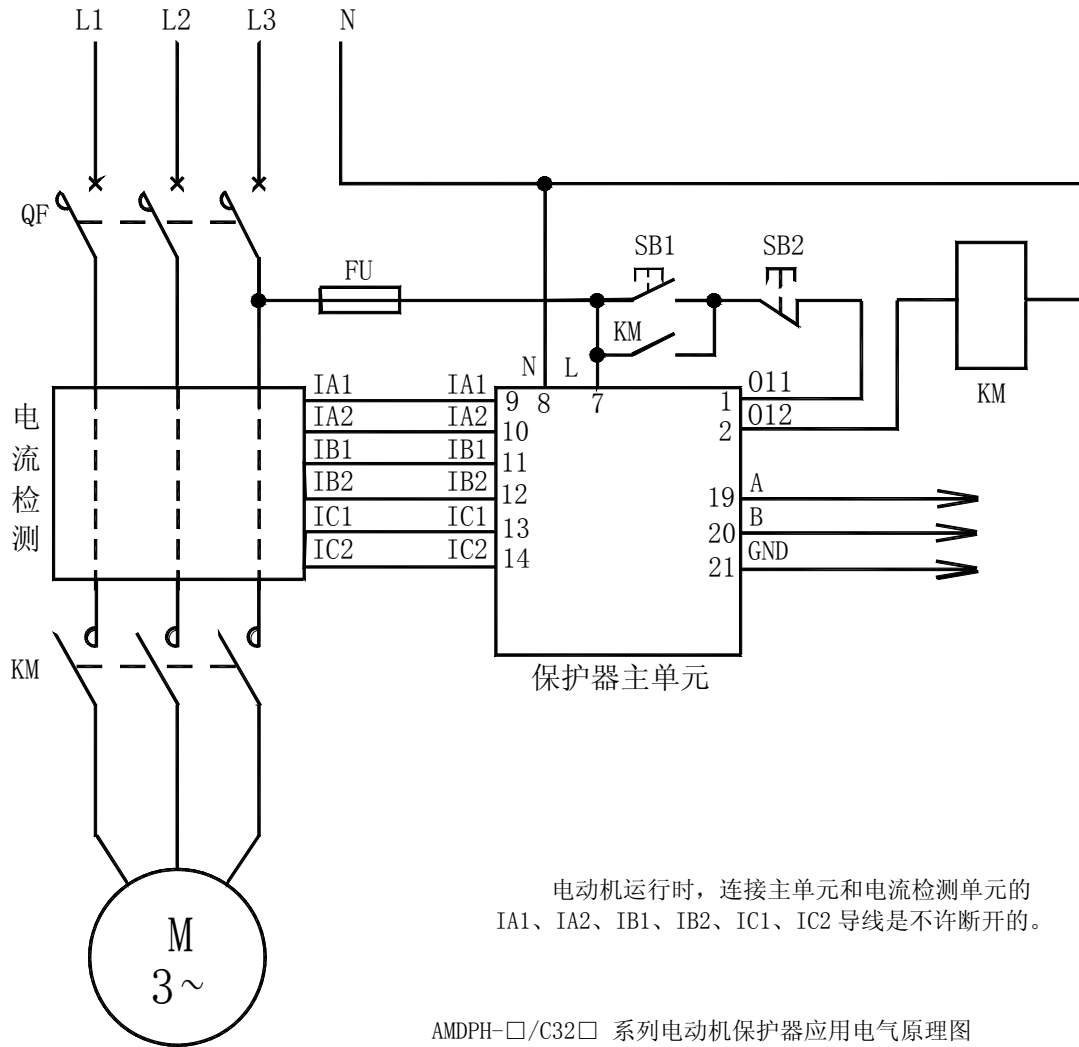 L1 L2 L3 N
QF
SB1 SB2
FU
KM
KM
N L
电流检测
IA1 IA1 9 8 7 1 O11
IA2 IA2 10 2 O12
IB1 IB1 11
IB2 IB2 12 19 A
IC1 IC1 13 20 B
IC2 IC2 14 21 GND
KM
保护器主单元
M
3~
电动机运行时，连接主单元和电流检测单元的
IA1、IA2、IB1、IB2、IC1、IC2 导线是不许断开的。
AMDPH-□/C32□ 系列电动机保护器应用电气原理图